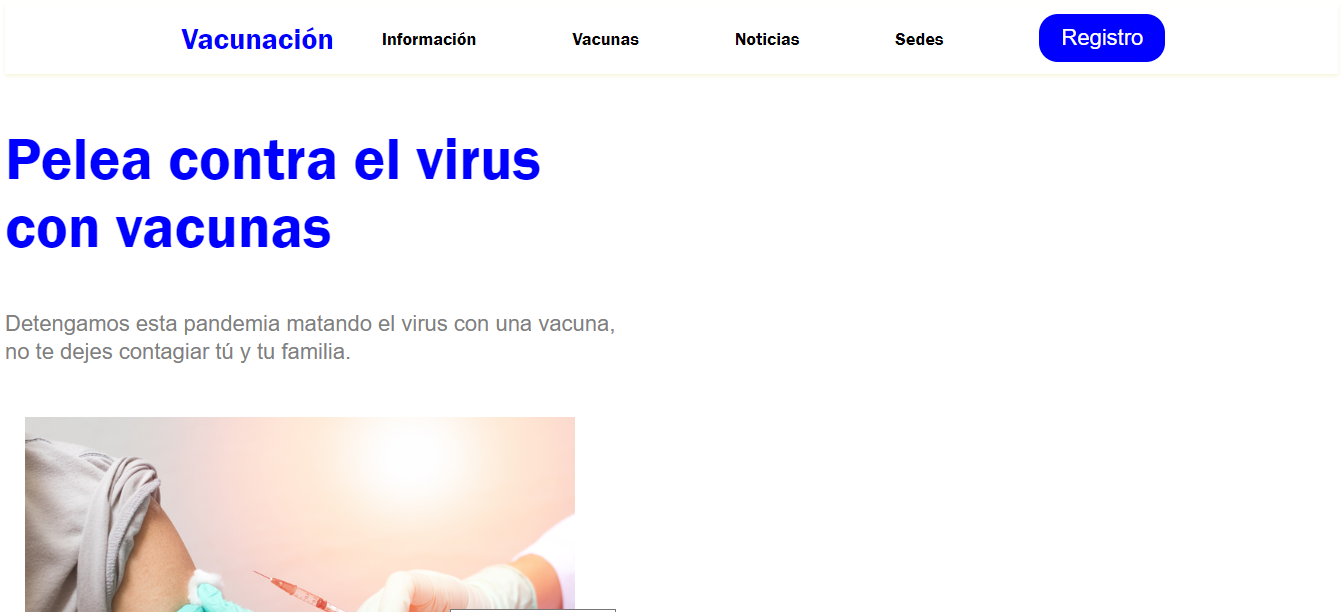 Vacunación
Información
Vacunas
Noticias
Sedes
Registro
Pelea contra el virus
con vacunas
Detengamos esta pandemia matando el virus con una vacuna,
no te dejes contagiar tú y tu familia.